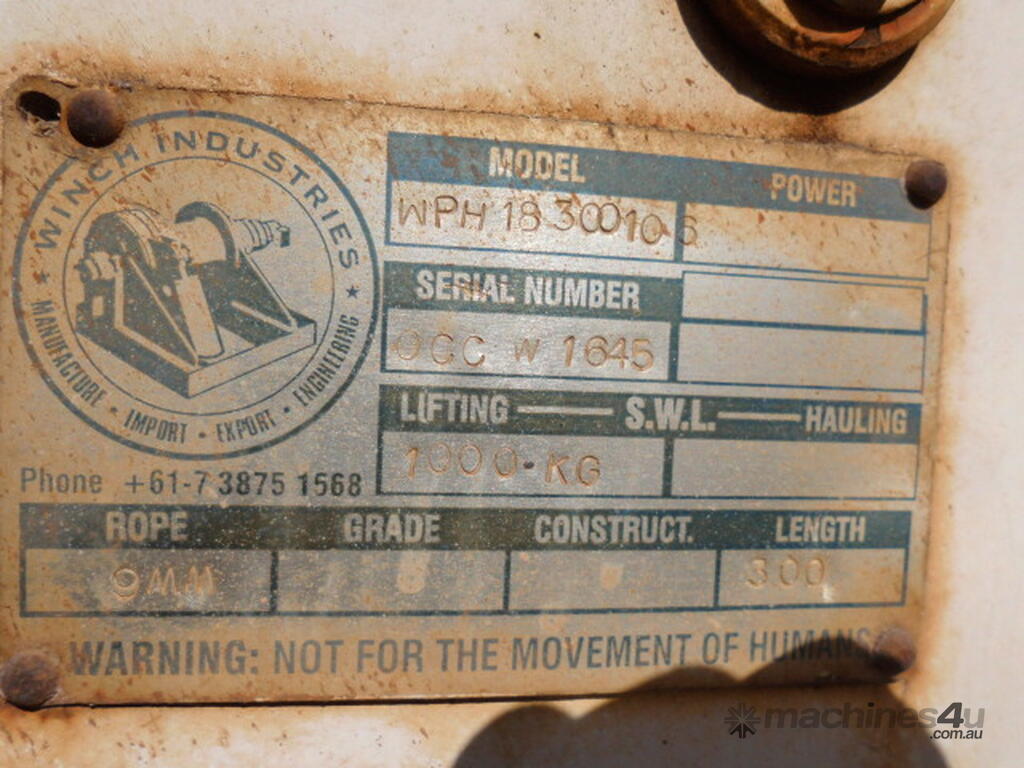 WINCH INDUSTRIES
MANUFACTURE · IMPORT · EXPORT · ENGINEERING
Phone +61-7 3875 1568
MODEL POWER
WPH 18 30010-6
SERIAL NUMBER
OCC W 1645
LIFTING S.W.L. HAULING
1000-KG
ROPE GRADE CONSTRUCT. LENGTH
9MM 300
WARNING: NOT FOR THE MOVEMENT OF HUMANS
machines4u
.com.au